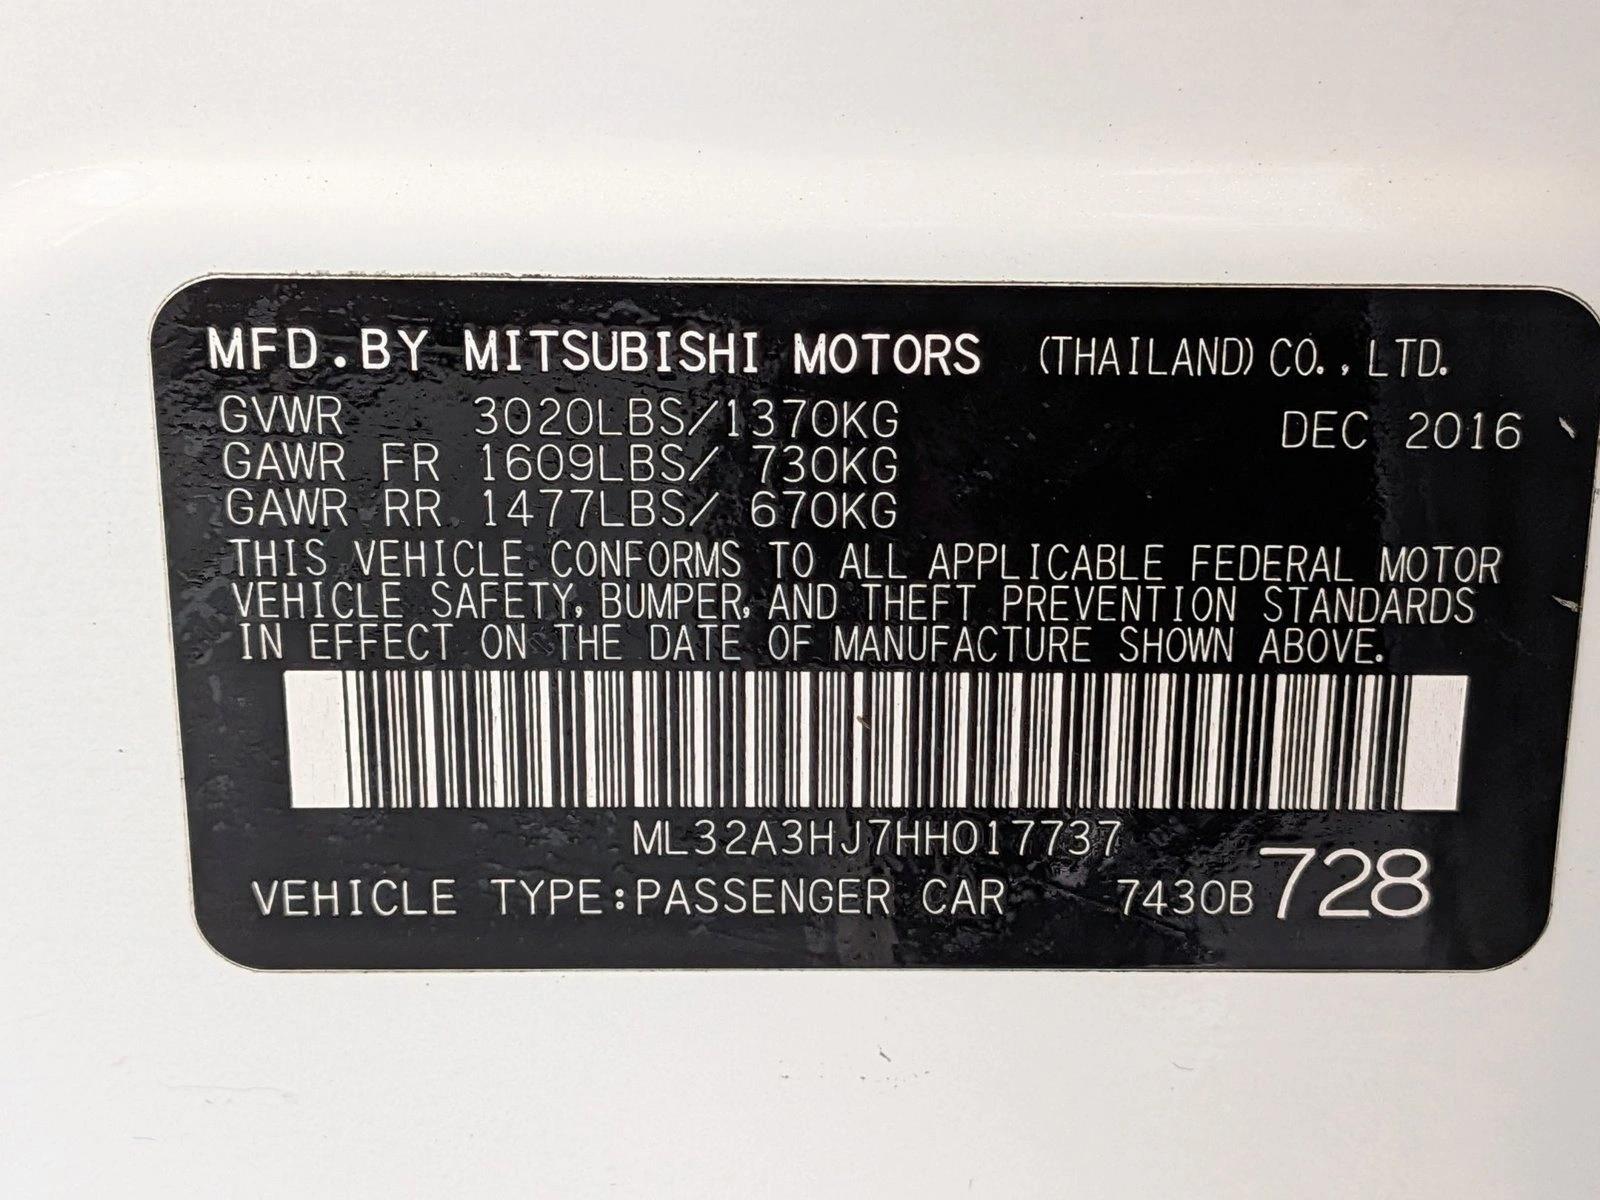 MFD.BY MITSUBISHI MOTORS (THAILAND) CO., LTD.
GVWR 3020LBS/1370KG DEC 2016
GAWR FR 1609LBS/ 730KG
GAWR RR 1477LBS/ 670KG
THIS VEHICLE CONFORMS TO ALL APPLICABLE FEDERAL MOTOR
VEHICLE SAFETY, BUMPER, AND THEFT PREVENTION STANDARDS
IN EFFECT ON THE DATE OF MANUFACTURE SHOWN ABOVE.
ML32A3HJ7HH017737
VEHICLE TYPE:PASSENGER CAR 7430B 728